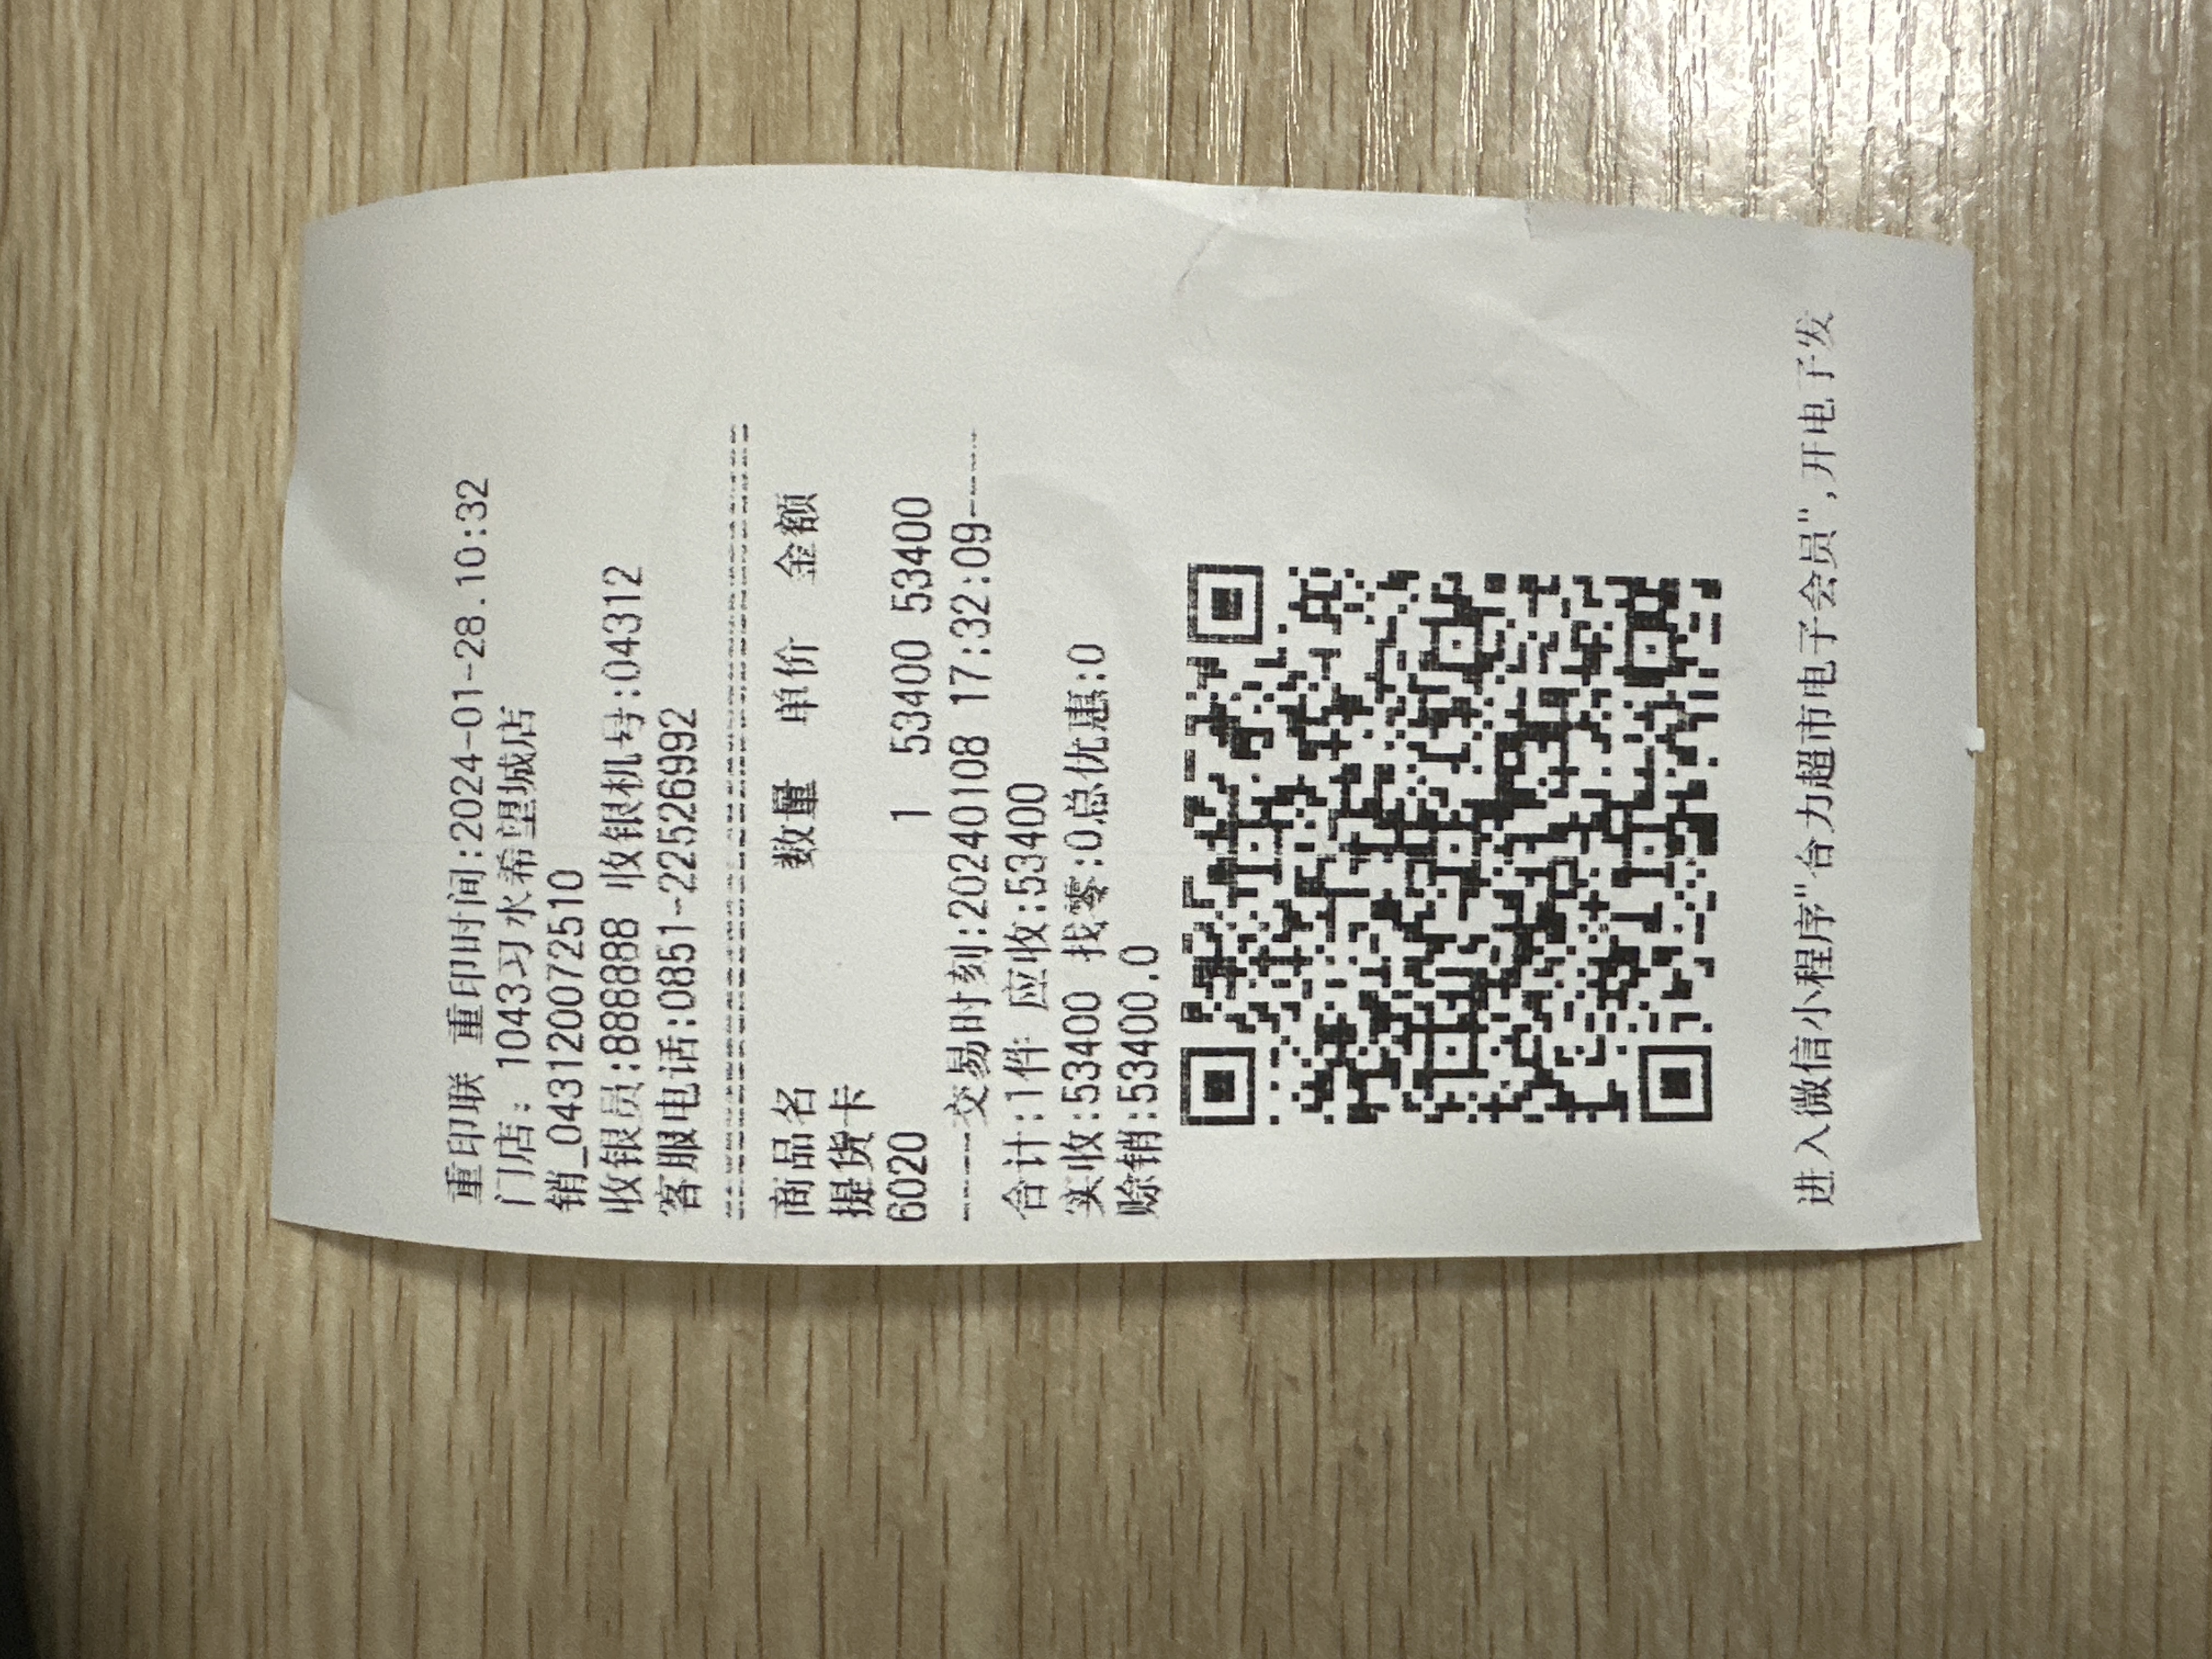 重印联 重印时间:2024-01-28.10:32
门店: 1043习水希望城店
销_0431200725​10
收银员:888888 收银机号:04312
客服电话:0851-22526992
商品名 数量 单价 金额
提货卡
6020 1 53400 53400
-----交易时刻:20240108 17:32:09-----
合计:1件 应收:53400
实收:53400 找零:0总优惠:0
赊销:53400.0
进入微信小程序"合力超市电子会员",开电子发